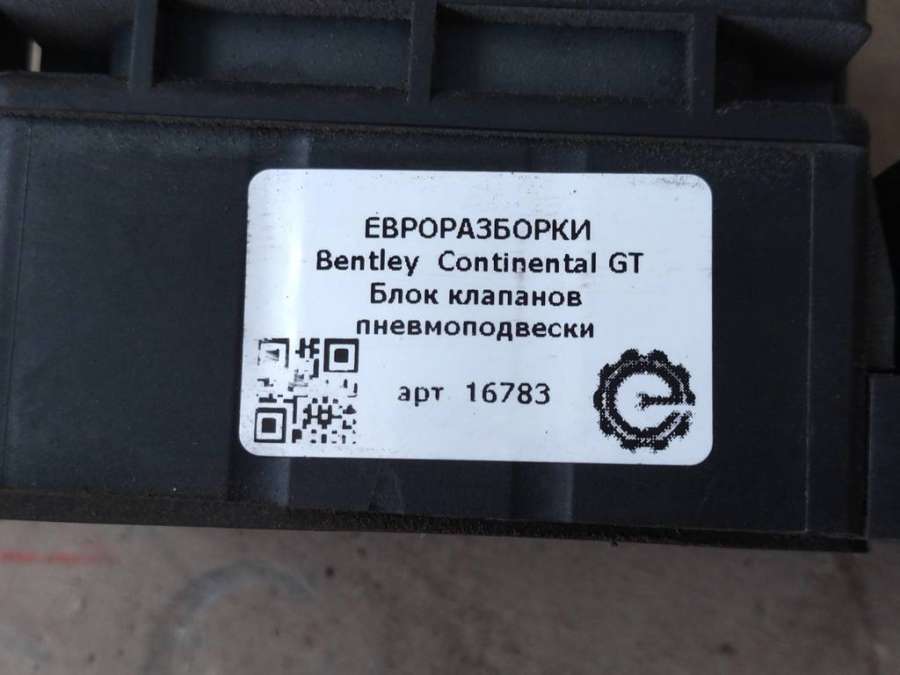 ЕВРОРАЗБОРКИ
Bentley Continental GT
Блок клапанов
пневмоподвески
арт 16783